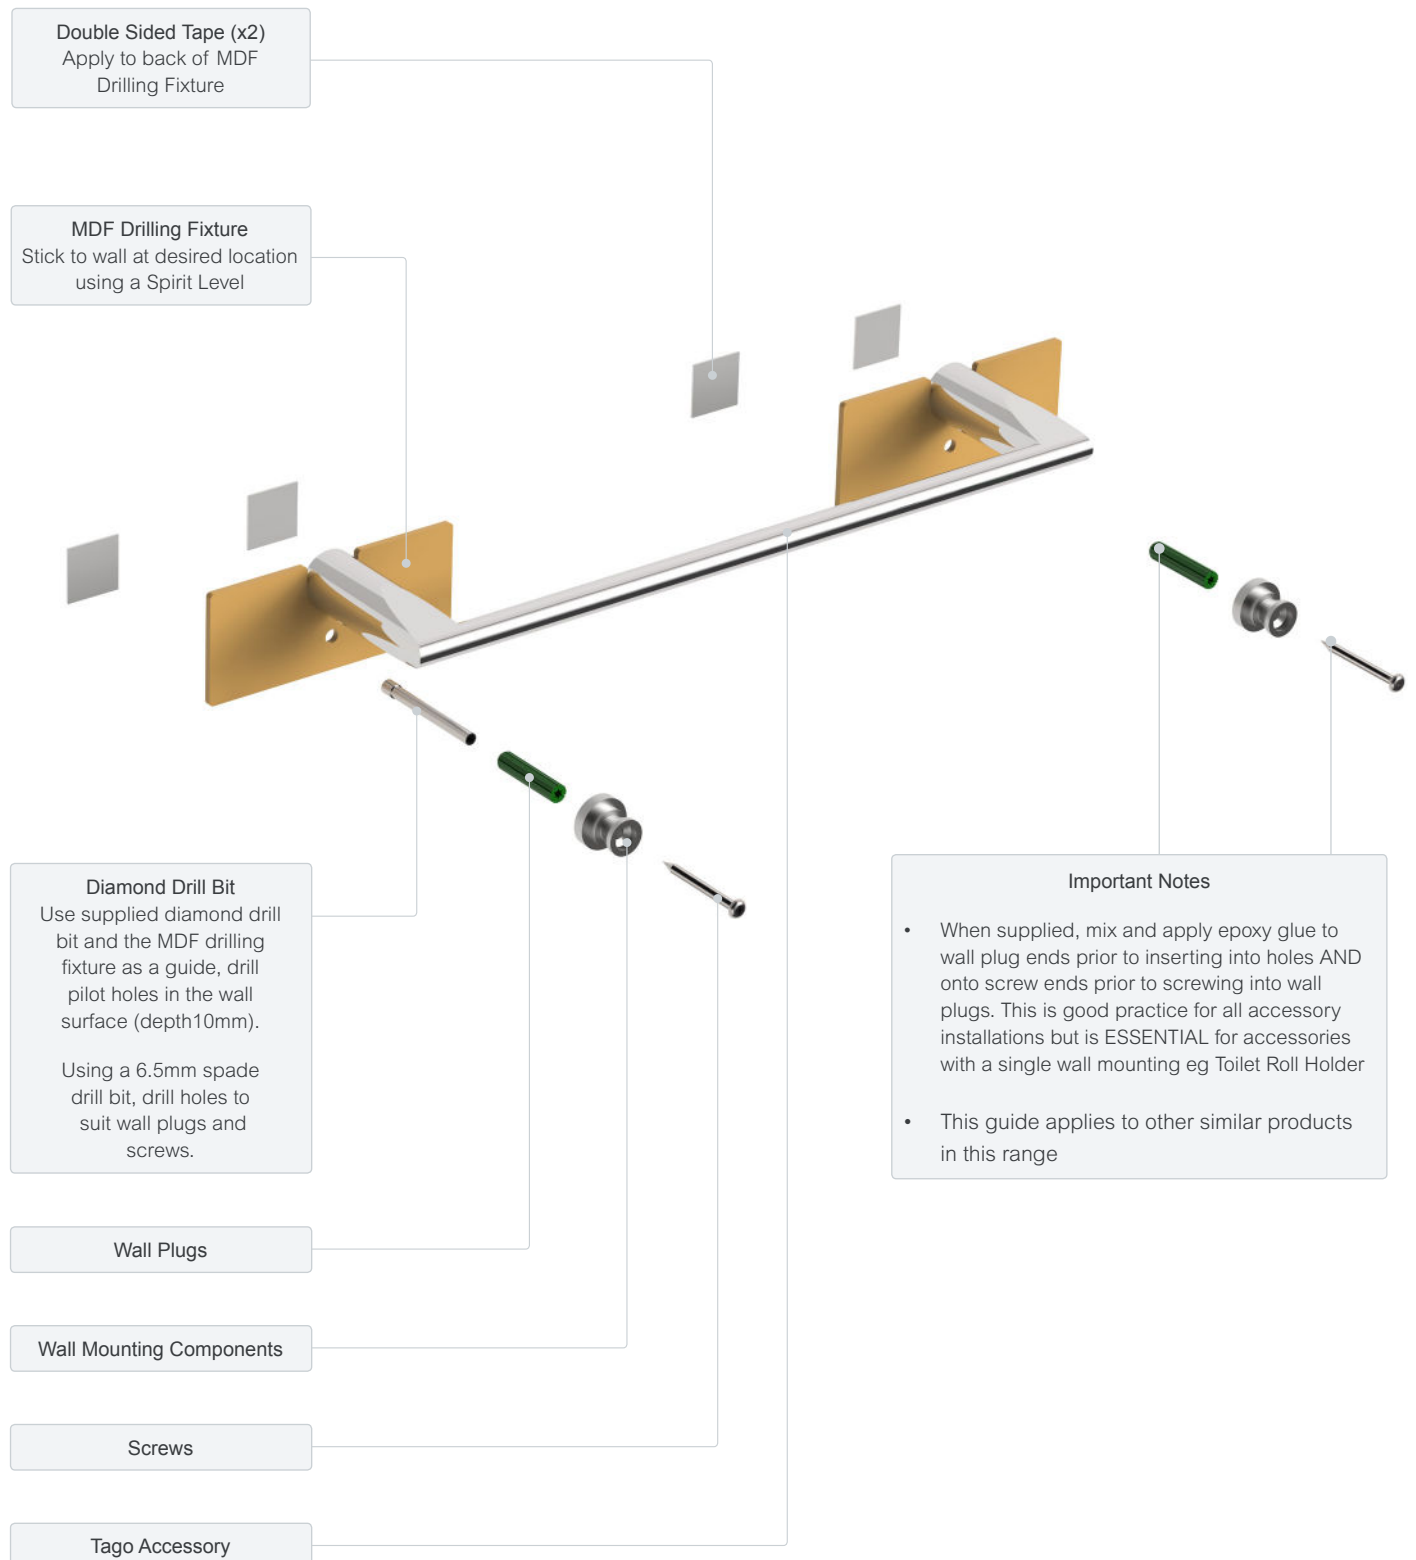 Double Sided Tape (x2)
Apply to back of MDF
Drilling Fixture
MDF Drilling Fixture
Stick to wall at desired location
using a Spirit Level
Diamond Drill Bit
Use supplied diamond drill
bit and the MDF drilling
fixture as a guide, drill
pilot holes in the wall
surface (depth10mm).
Using a 6.5mm spade
drill bit, drill holes to
suit wall plugs and
screws.
Wall Plugs
Wall Mounting Components
Screws
Tago Accessory
Important Notes
• When supplied, mix and apply epoxy glue to
wall plug ends prior to inserting into holes AND
onto screw ends prior to screwing into wall
plugs. This is good practice for all accessory
installations but is ESSENTIAL for accessories
with a single wall mounting eg Toilet Roll Holder
• This guide applies to other similar products
in this range